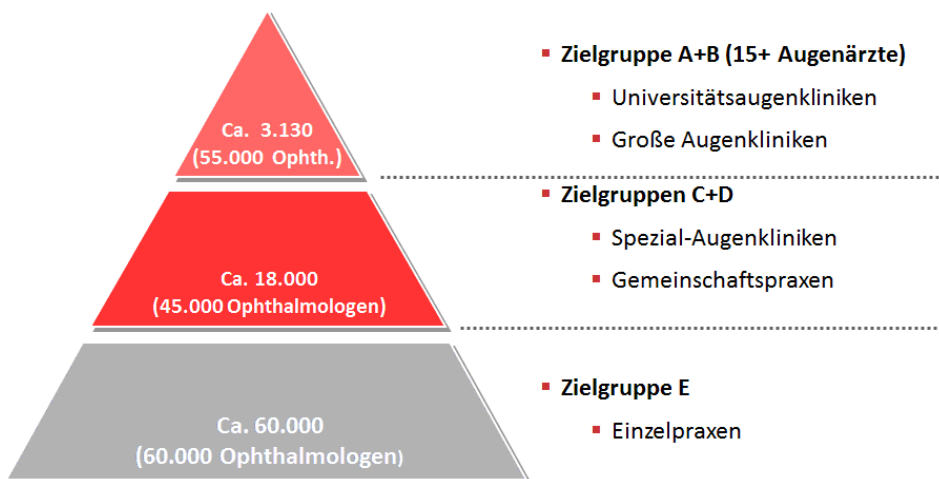 Ca.  3.130
(55.000 Ophth.)
Ca. 18.000
(45.000 Ophthalmologen)
Ca. 60.000
(60.000 Ophthalmologen)
Zielgruppe A+B (15+ Augenärzte)
Universitätsaugenkliniken
Große Augenkliniken
Zielgruppen C+D
Spezial-Augenkliniken
Gemeinschaftspraxen
Zielgruppe E
Einzelpraxen